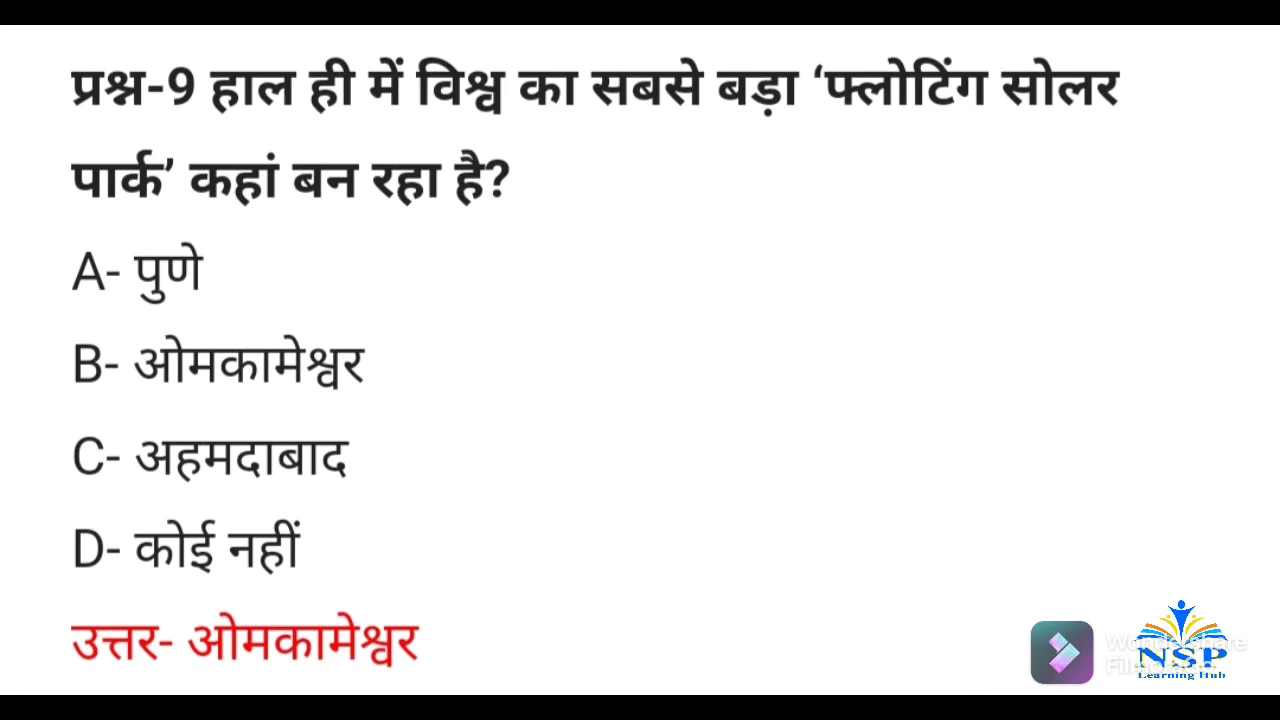 प्रश्न-9 हाल ही में विश्व का सबसे बड़ा ‘फ्लोटिंग सोलर
पार्क’ कहां बन रहा है?
A- पुणे
B- ओमकामेश्वर
C- अहमदाबाद
D- कोई नहीं
उत्तर- ओमकामेश्वर
Wondershare
NSP
Learning Hub